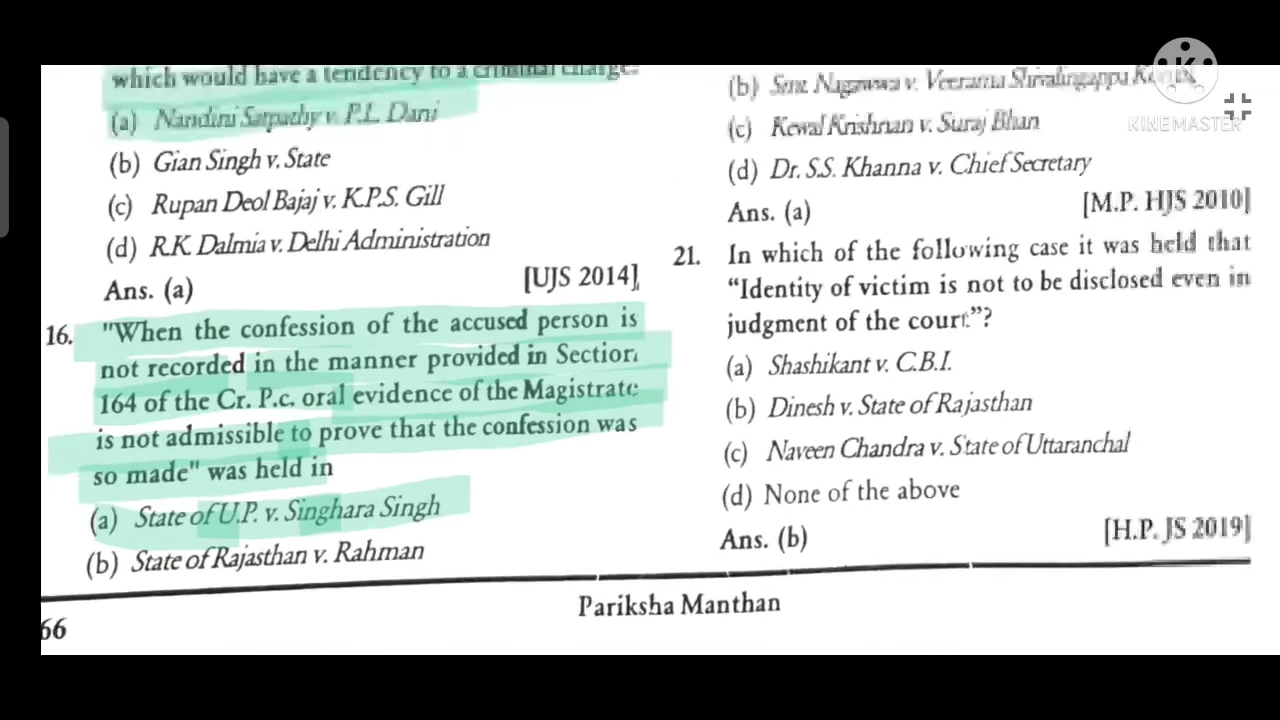 which would have a tendency to a criminal charge.
(a) Nandini Satpathy v. P.L. Dani
(b) Gian Singh v. State
(c) Rupan Deol Bajaj v. K.P.S. Gill
(d) R.K. Dalmia v. Delhi Administration
Ans. (a) [UJS 2014]
16. "When the confession of the accused person is
not recorded in the manner provided in Section
164 of the Cr. P.c. oral evidence of the Magistrate
is not admissible to prove that the confession was
so made" was held in
(a) State of U.P. v. Singhara Singh
(b) State of Rajasthan v. Rahman
66
(b) Smt. Nagawwa v. Veeranna Shivalingappa
(c) Kewal Krishnan v. Suraj Bhan
(d) Dr. S.S. Khanna v. Chief Secretary
Ans. (a) [M.P. HJS 2010]
21. In which of the following case it was held that
“Identity of victim is not to be disclosed even in
judgment of the court”?
(a) Shashikant v. C.B.I.
(b) Dinesh v. State of Rajasthan
(c) Naveen Chandra v. State of Uttaranchal
(d) None of the above
Ans. (b) [H.P. JS 2019]
Pariksha Manthan
KINEMASTER